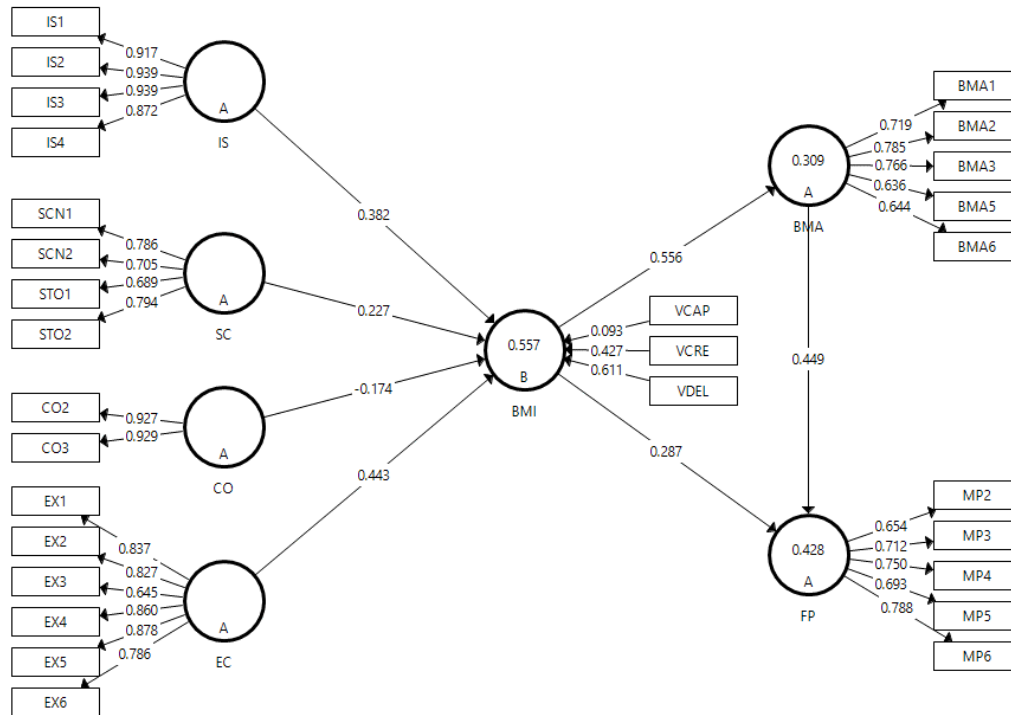 IS1
IS2
IS3
IS4
0.917
0.939
0.939
0.872
A
IS
0.382
SCN1
SCN2
STO1
STO2
0.786
0.705
0.689
0.794
A
SC
0.227
CO2
CO3
0.927
0.929
A
CO
-0.174
EX1
EX2
EX3
EX4
EX5
EX6
0.837
0.827
0.645
0.860
0.878
0.786
A
EC
0.443
0.557
B
BMI
0.093
0.427
0.611
VCAP
VCRE
VDEL
0.556
0.287
0.309
A
BMA
0.719
0.785
0.766
0.636
0.644
BMA1
BMA2
BMA3
BMA5
BMA6
0.449
0.428
A
FP
0.654
0.712
0.750
0.693
0.788
MP2
MP3
MP4
MP5
MP6